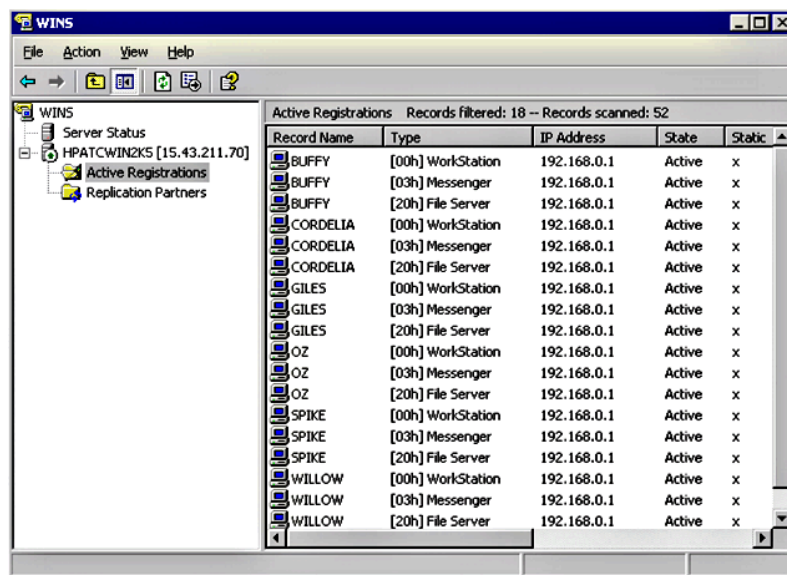 WINS
File Action View Help
WINS
Server Status
HPATCWIN2K5 [15.43.211.70]
Active Registrations
Replication Partners
Active Registrations Records filtered: 18 -- Records scanned: 52
Record Name Type IP Address State Static
BUFFY [00h] WorkStation 192.168.0.1 Active x
BUFFY [03h] Messenger 192.168.0.1 Active x
BUFFY [20h] File Server 192.168.0.1 Active x
CORDELIA [00h] WorkStation 192.168.0.1 Active x
CORDELIA [03h] Messenger 192.168.0.1 Active x
CORDELIA [20h] File Server 192.168.0.1 Active x
GILES [00h] WorkStation 192.168.0.1 Active x
GILES [03h] Messenger 192.168.0.1 Active x
GILES [20h] File Server 192.168.0.1 Active x
OZ [00h] WorkStation 192.168.0.1 Active x
OZ [03h] Messenger 192.168.0.1 Active x
OZ [20h] File Server 192.168.0.1 Active x
SPIKE [00h] WorkStation 192.168.0.1 Active x
SPIKE [03h] Messenger 192.168.0.1 Active x
SPIKE [20h] File Server 192.168.0.1 Active x
WILLOW [00h] WorkStation 192.168.0.1 Active x
WILLOW [03h] Messenger 192.168.0.1 Active x
WILLOW [20h] File Server 192.168.0.1 Active x